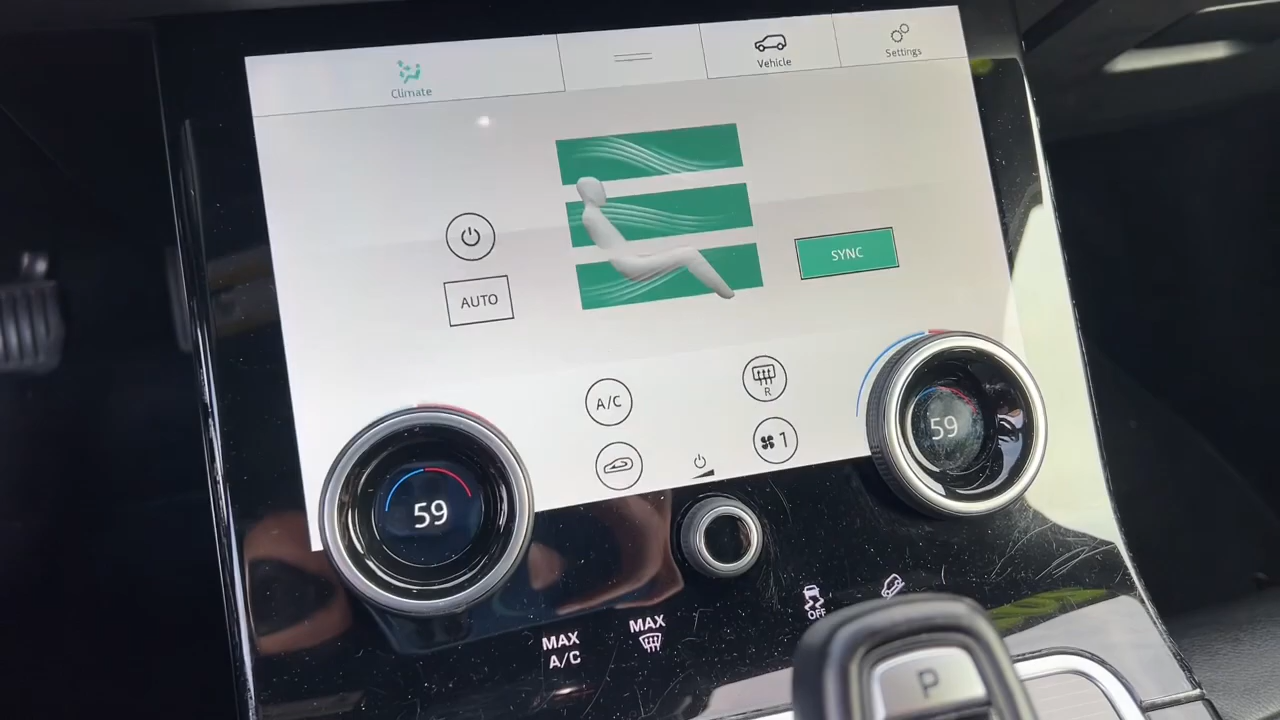 Climate
Vehicle
Settings
SYNC
AUTO
A/C
R
1
59
59
MAX
A/C
MAX
OFF
P